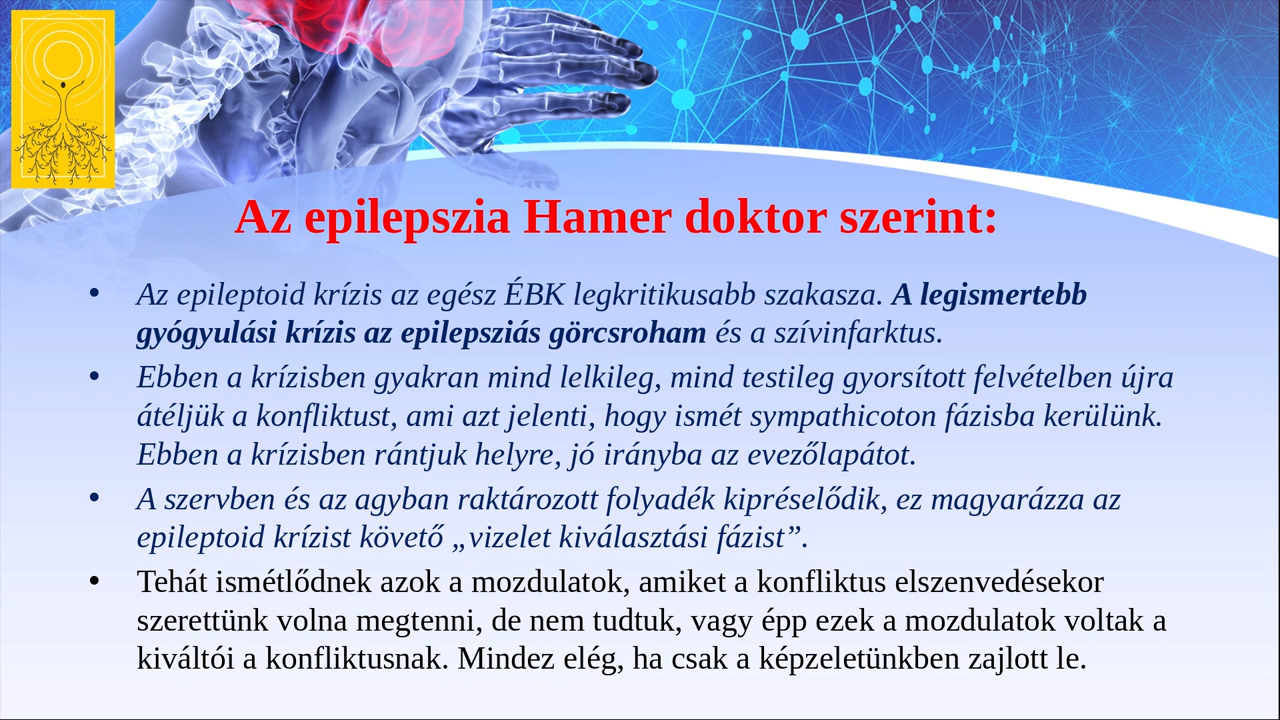 Az epilepszia Hamer doktor szerint:
• Az epileptoid krízis az egész ÉBK legkritikusabb szakasza. A legismertebb
gyógyulási krízis az epilepsziás görcsroham és a szívinfarktus.
• Ebben a krízisben gyakran mind lelkileg, mind testileg gyorsított felvételben újra
átéljük a konfliktust, ami azt jelenti, hogy ismét sympathicoton fázisba kerülünk.
Ebben a krízisben rántjuk helyre, jó irányba az evezőlapátot.
• A szervben és az agyban raktározott folyadék kipréselődik, ez magyarázza az
epileptoid krízist követő „vizelet kiválasztási fázist”.
• Tehát ismétlődnek azok a mozdulatok, amiket a konfliktus elszenvedésekor
szerettünk volna megtenni, de nem tudtuk, vagy épp ezek a mozdulatok voltak a
kiváltói a konfliktusnak. Mindez elég, ha csak a képzeletünkben zajlott le.